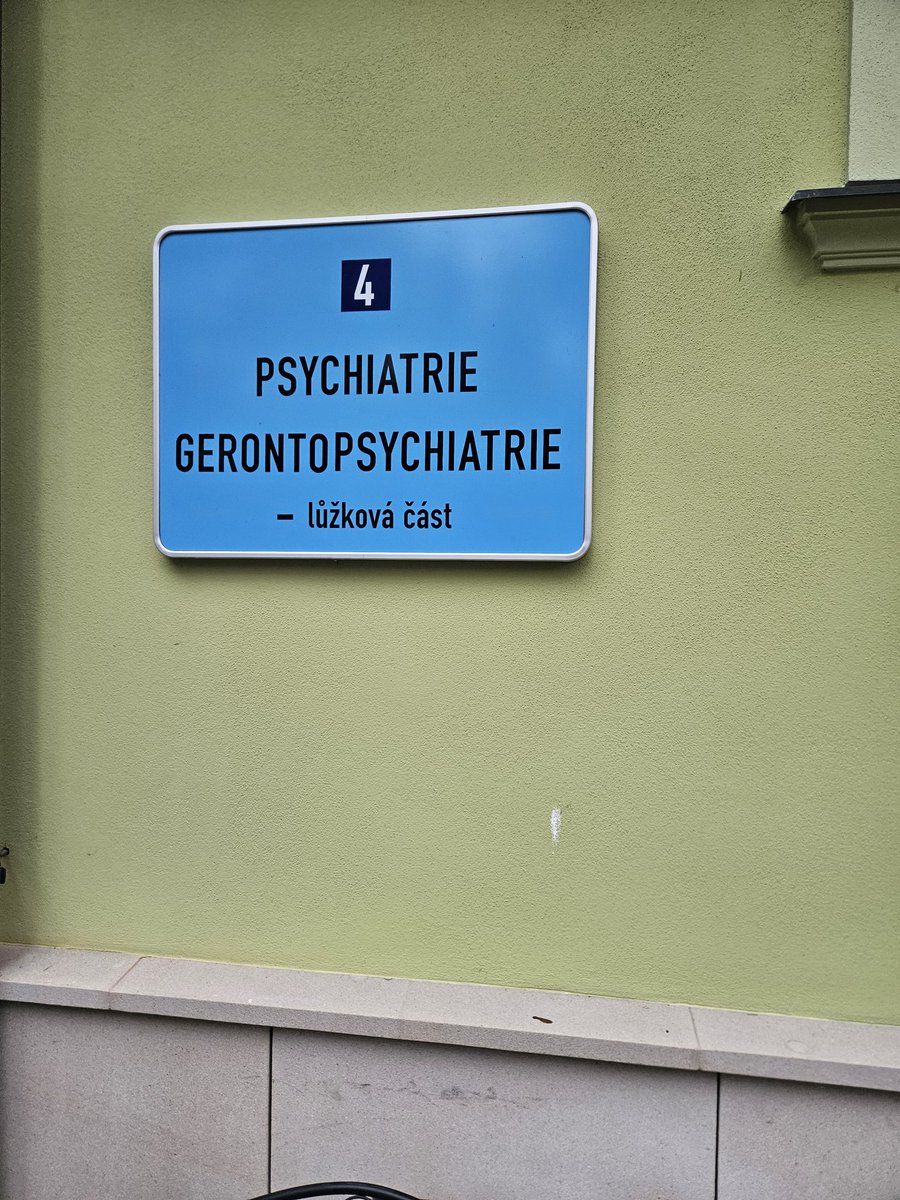 4
PSYCHIATRIE
GERONTOPSYCHIATRIE
– lůžková část